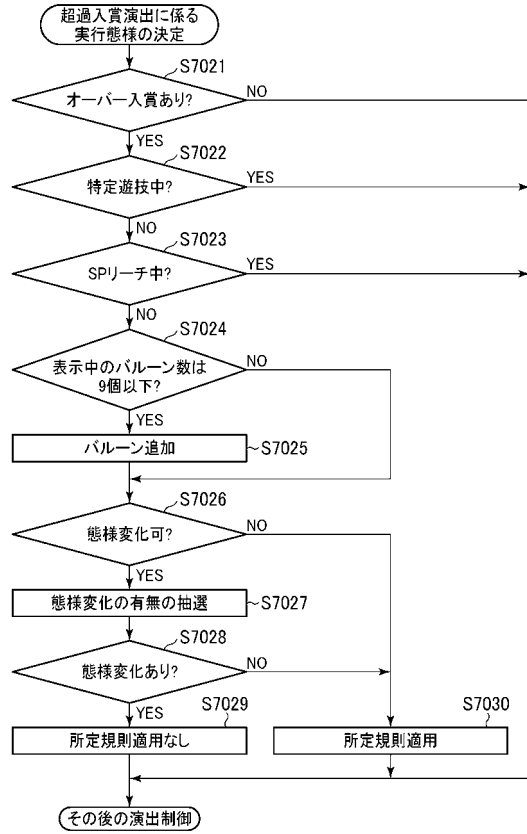 超過入賞演出に係る
実行態様の決定
S7021
オーバー入賞あり?
NO
YES
S7022
特定遊技中?
YES
NO
S7023
SPリーチ中?
YES
NO
S7024
表示中のバルーン数は
9個以下?
NO
YES
バルーン追加
S7025
S7026
態様変化可?
NO
YES
態様変化の有無の抽選
S7027
S7028
態様変化あり?
NO
YES
S7029
所定規則適用なし
S7030
所定規則適用
その後の演出制御